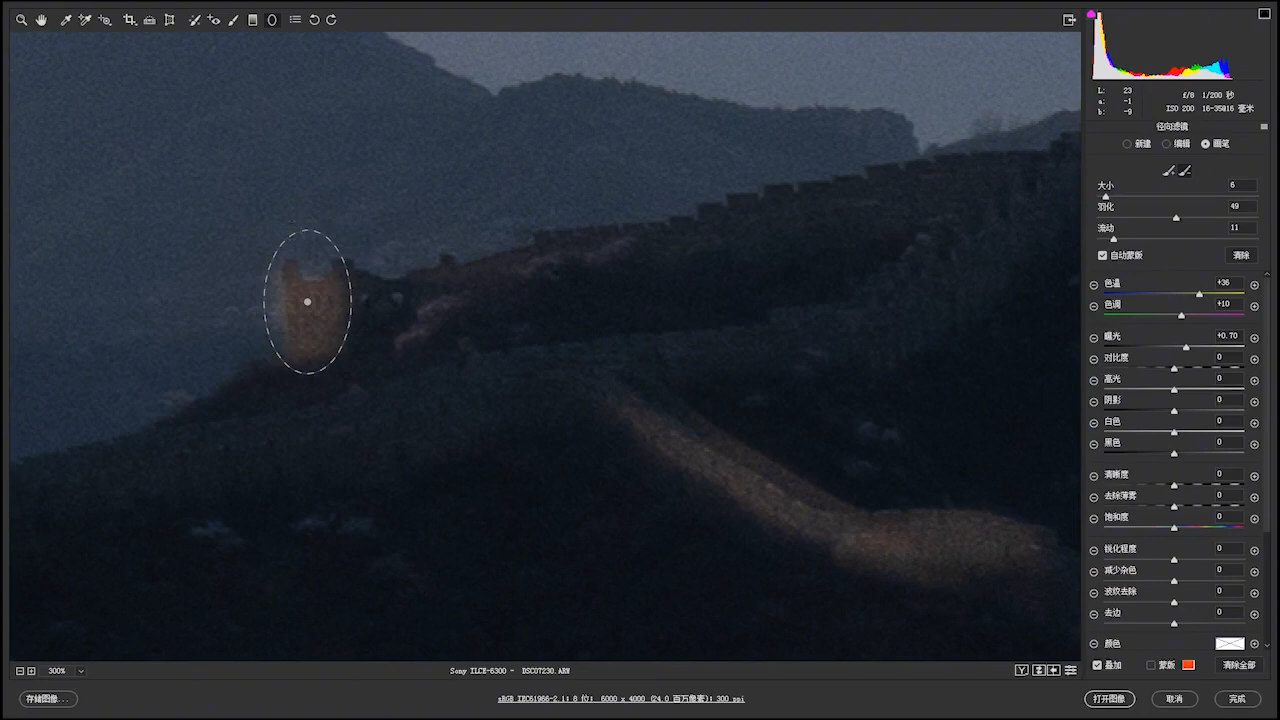 L: 23
a: -1
b: -9
f/8 1/200 秒
ISO 200 16-35@16 毫米
径向滤镜
新建 编辑 画笔
大小 6
羽化 49
流动 11
自动蒙版 清除
色温 +36
色调 +10
曝光 +0.70
对比度 0
高光 0
阴影 0
白色 0
黑色 0
清晰度 0
去除薄雾 0
饱和度 0
锐化程度 0
减少杂色 0
波纹去除 0
去边 0
颜色
叠加 蒙版 清除全部
300% Sony ILCE-6300 - DSC07230.ARW Y
存储图像... sRGB IEC61966-2.1; 8 位; 6000 x 4000 (24.0 百万像素); 300 ppi 打开图像 取消 完成